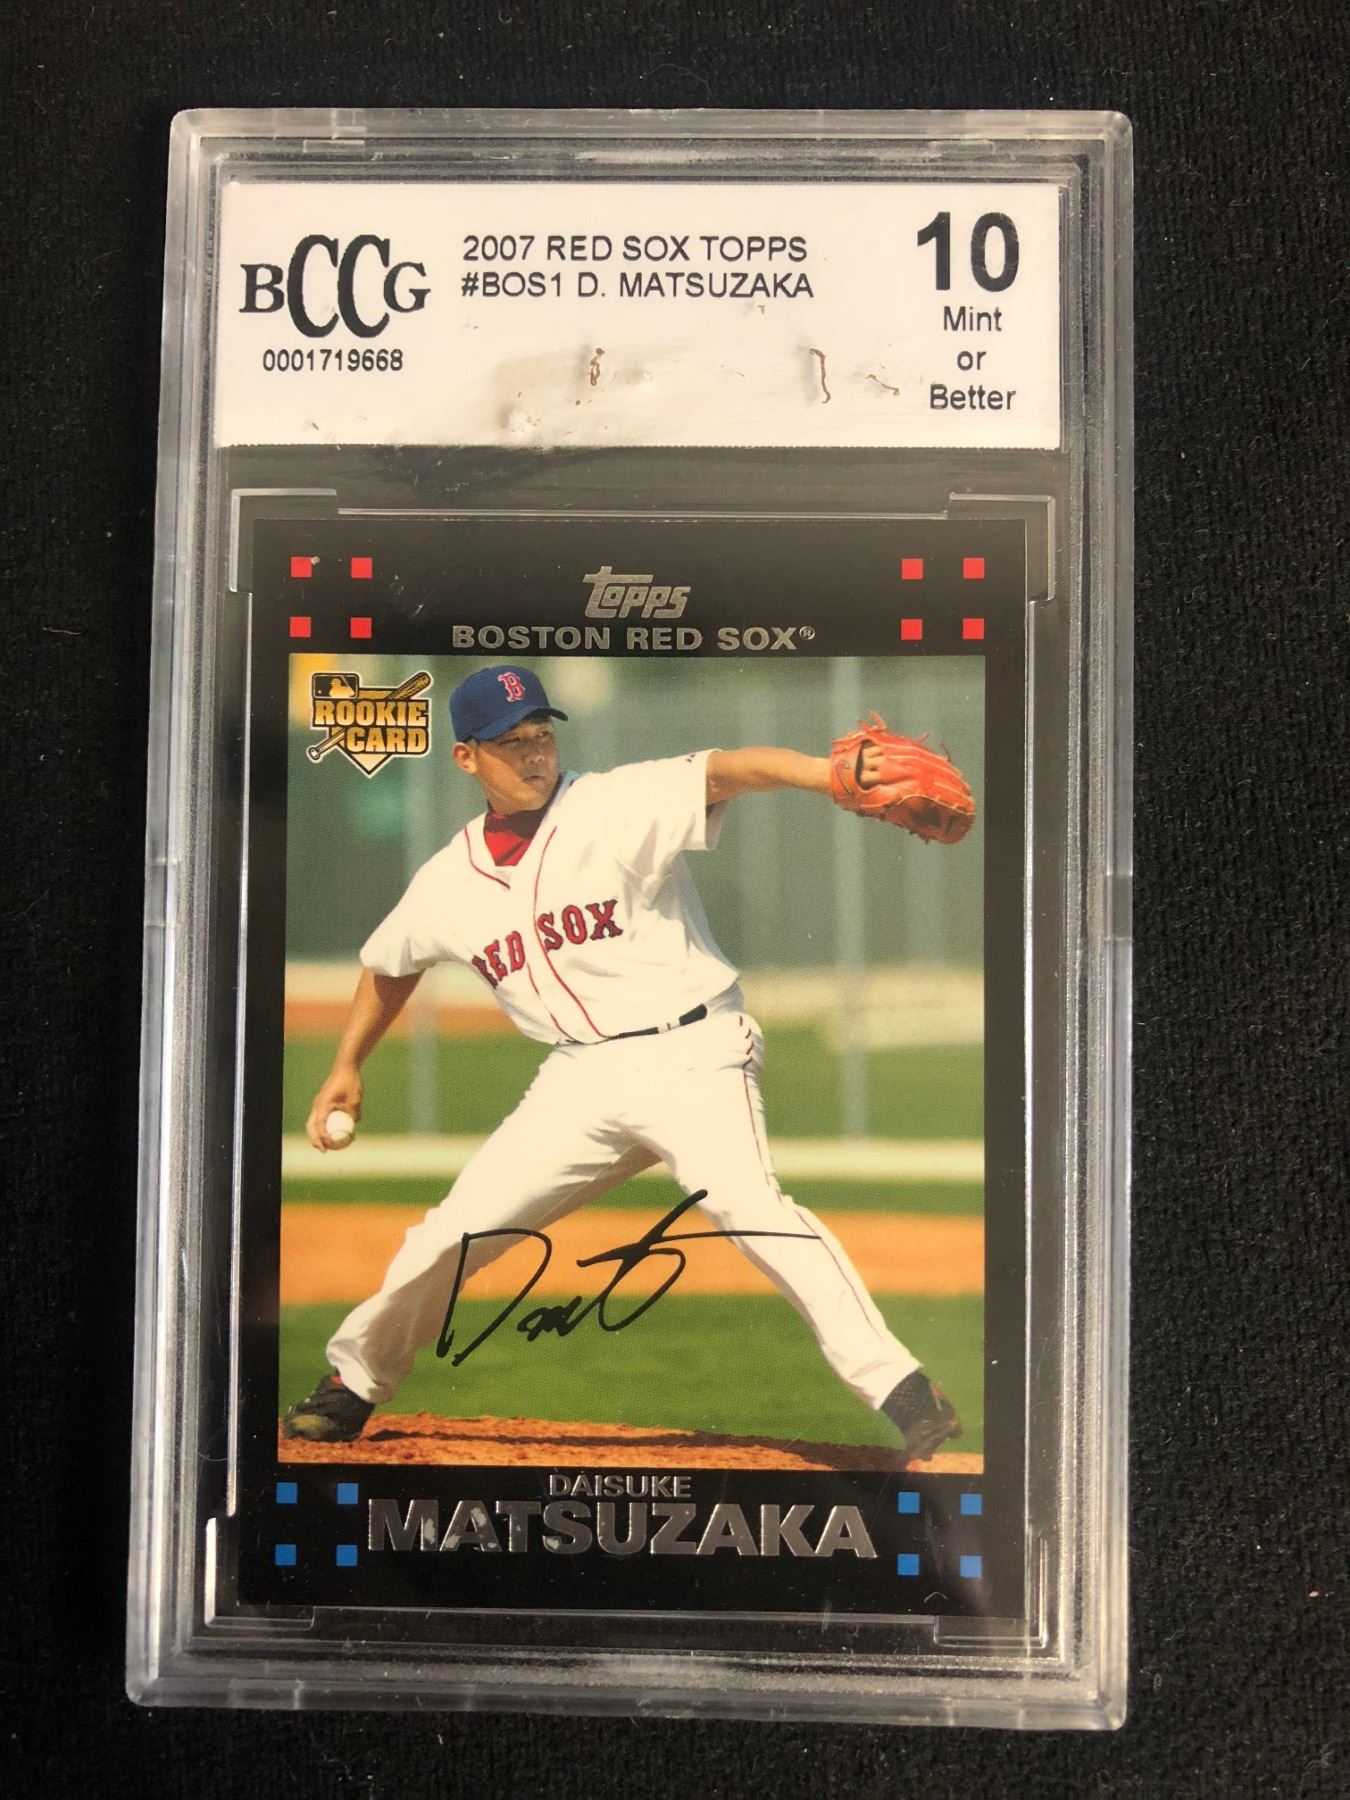 BCCG
0001719668
2007 RED SOX TOPPS
#BOS1 D. MATSUZAKA
10
Mint
or
Better
Topps
BOSTON RED SOX®
ROOKIE
CARD
B
RED SOX
DAISUKE
MATSUZAKA